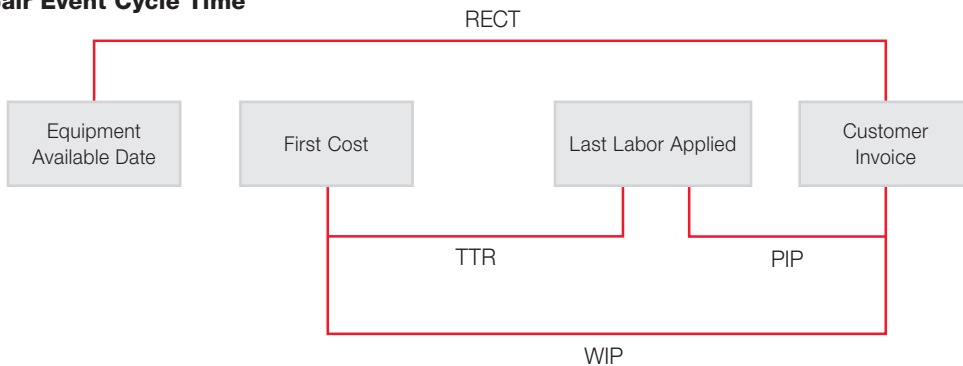 air Event Cycle Time
RECT
Equipment
Available Date
First Cost
Last Labor Applied
Customer
Invoice
TTR
PIP
WIP